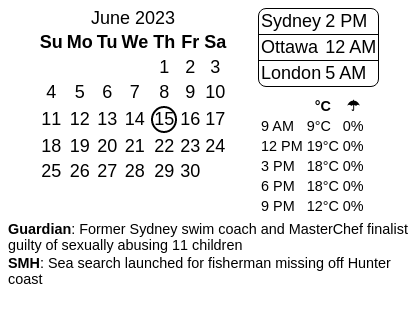 June 2023
Su Mo Tu We Th Fr Sa
1 2 3
4 5 6 7 8 9 10
11 12 13 14 15 16 17
18 19 20 21 22 23 24
25 26 27 28 29 30
Sydney 2 PM
Ottawa 12 AM
London 5 AM
°C ☂
9 AM 9°C 0%
12 PM 19°C 0%
3 PM 18°C 0%
6 PM 18°C 0%
9 PM 12°C 0%
Guardian: Former Sydney swim coach and MasterChef finalist
guilty of sexually abusing 11 children
SMH: Sea search launched for fisherman missing off Hunter
coast